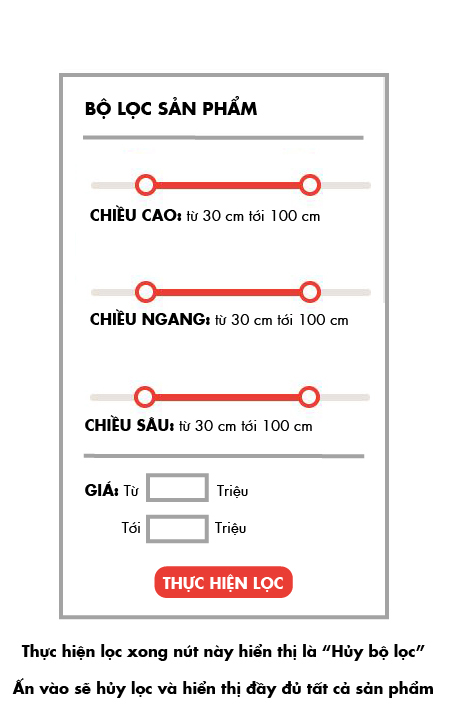 BỘ LỌC SẢN PHẨM
CHIỀU CAO: từ 30 cm tới 100 cm
CHIỀU NGANG: từ 30 cm tới 100 cm
CHIỀU SÂU: từ 30 cm tới 100 cm
GIÁ: Từ Triệu
Tới Triệu
THỰC HIỆN LỌC
Thực hiện lọc xong nút này hiển thị là “Hủy bộ lọc”
Ấn vào sẽ hủy lọc và hiển thị đầy đủ tất cả sản phẩm